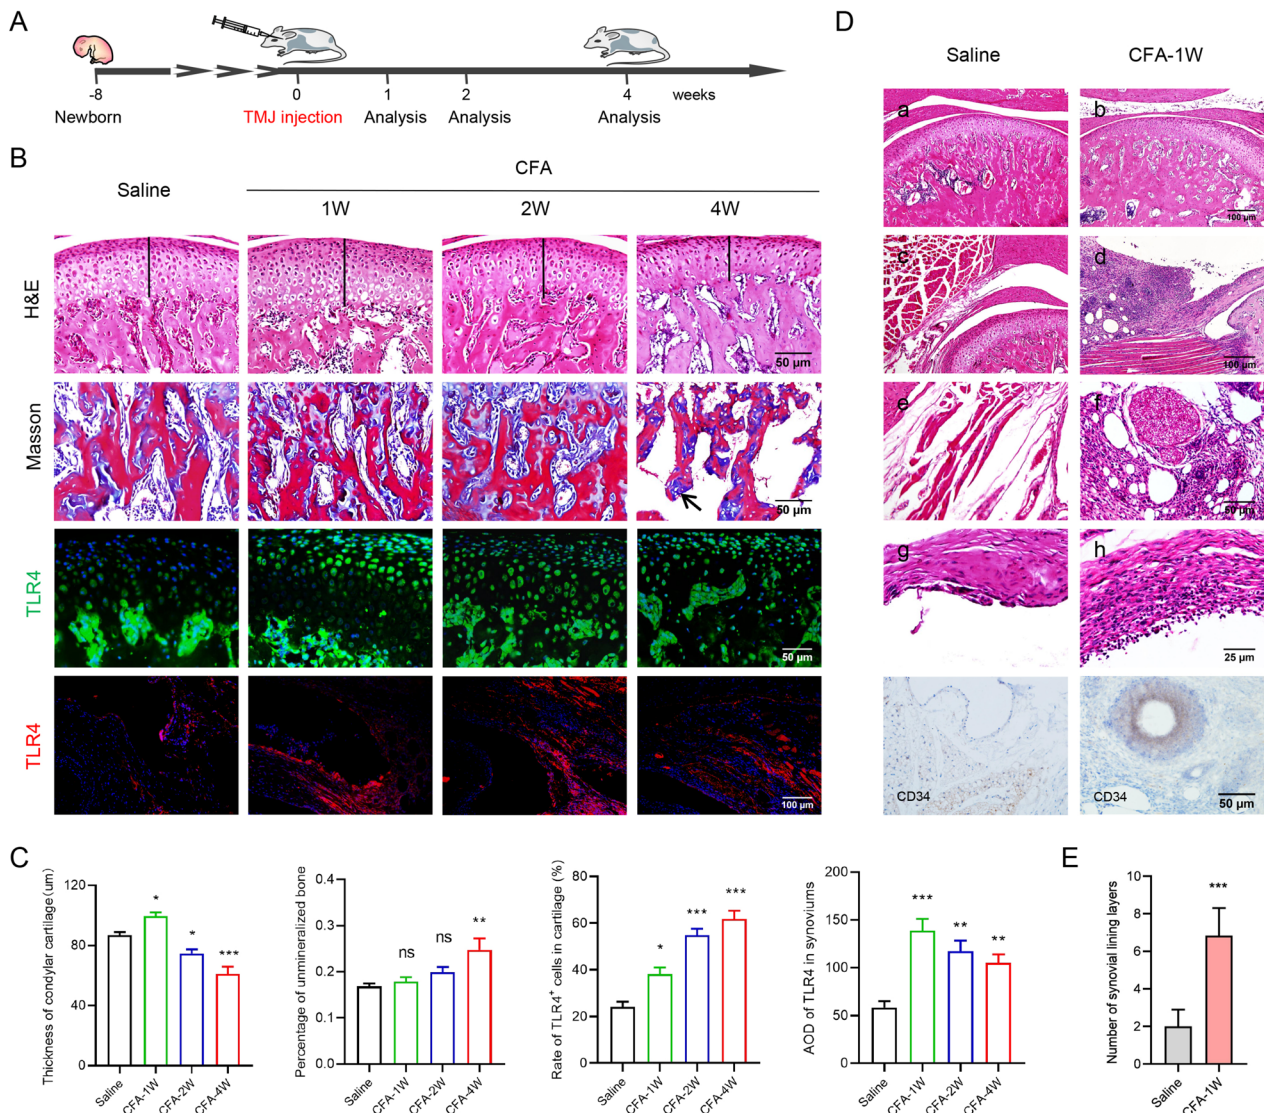 A
-8
0
1
2
4
weeks
Newborn
TMJ injection
Analysis
Analysis
Analysis
B
Saline
CFA
1W
2W
4W
H&E
50 µm
Masson
50 µm
TLR4
50 µm
TLR4
100 µm
C
Thickness of condylar cartilage(um)
120
80
60
0
*
*
***
Saline
CFA-1W
CFA-2W
CFA-4W
Percentage of unmineralized bone
0.4
0.3
0.2
0.1
0.0
ns
ns
**
Saline
CFA-1W
CFA-2W
CFA-4W
Rate of TLR4+ cells in cartilage (%)
80
60
40
20
0
*
***
***
Saline
CFA-1W
CFA-2W
CFA-4W
AOD of TLR4 in synoviums
200
150
100
50
0
***
**
**
Saline
CFA-1W
CFA-2W
CFA-4W
D
Saline
CFA-1W
a
b
100 µm
c
d
100 µm
e
f
50 µm
g
h
25 µm
CD34
CD34
50 µm
E
Number of synovial lining layers
10
8
6
4
2
0
***
Saline
CFA-1W